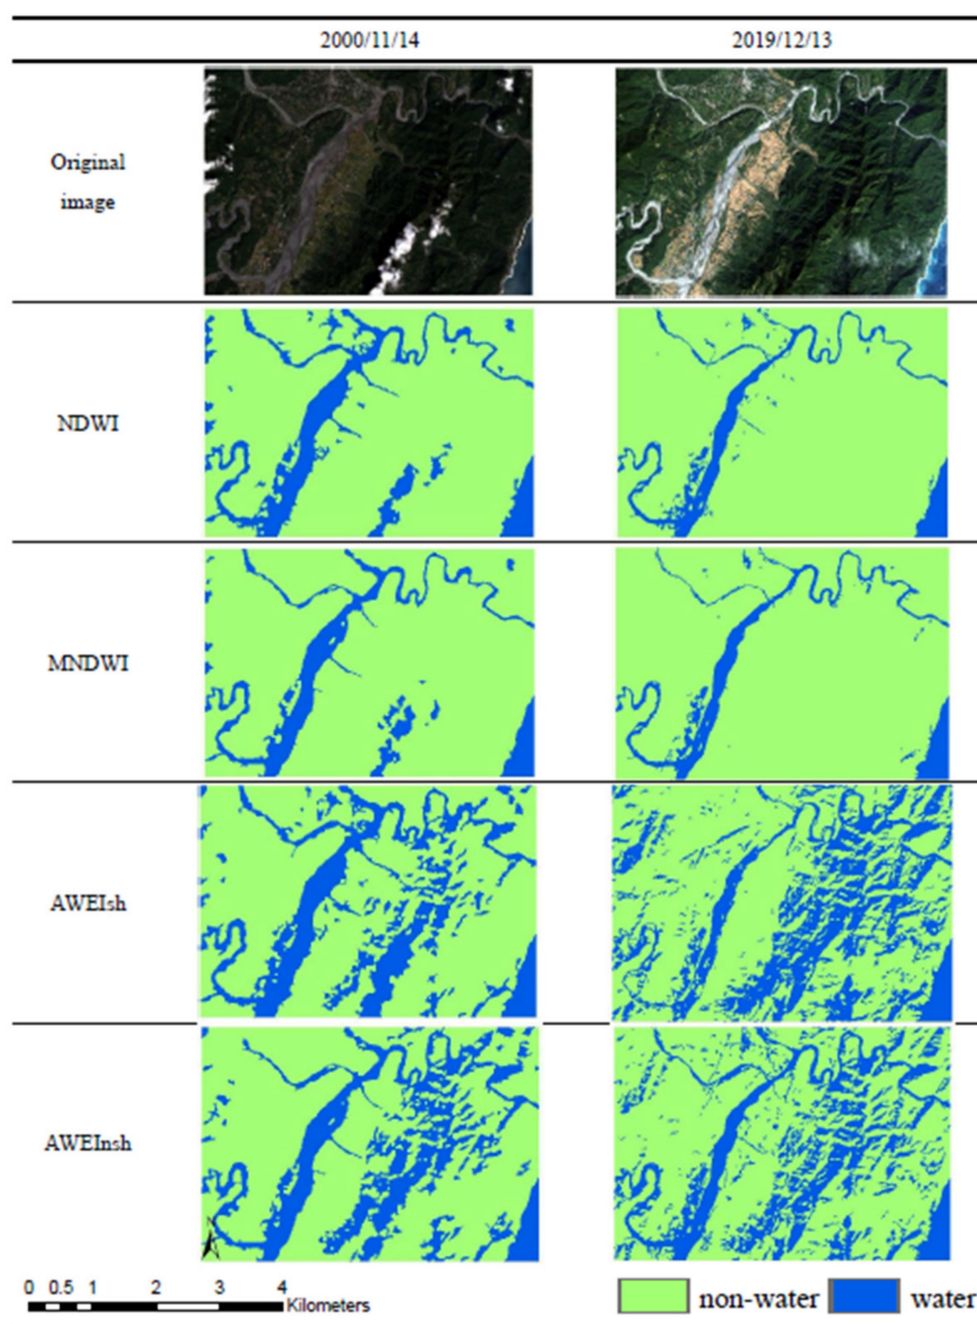 2000/11/14 2019/12/13
Original
image
NDWI
MNDWI
AWEIsh
AWEInsh
N
0 0.5 1 2 3 4
Kilometers
non-water water